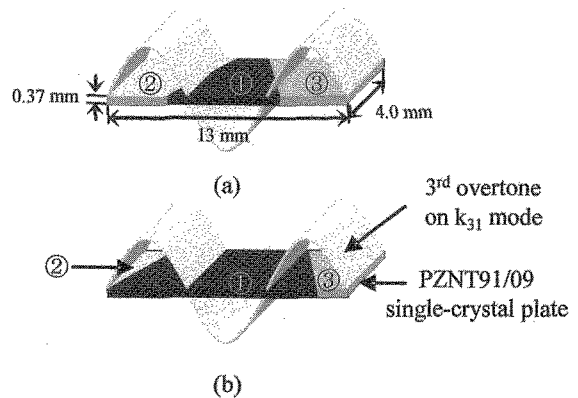 ②
①
③
0.37 mm
13 mm
4.0 mm
(a)
3rd overtone
on k31 mode
②
①
③
PZNT91/09
single-crystal plate
(b)